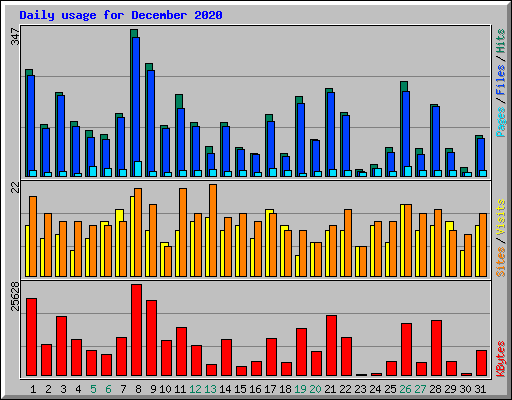 Daily usage for December 2020
347
22
25628
Pages / Files / Hits
Sites / Visits
KBytes
1 2 3 4 5 6 7 8 9 10 11 12 13 14 15 16 17 18 19 20 21 22 23 24 25 26 27 28 29 30 31